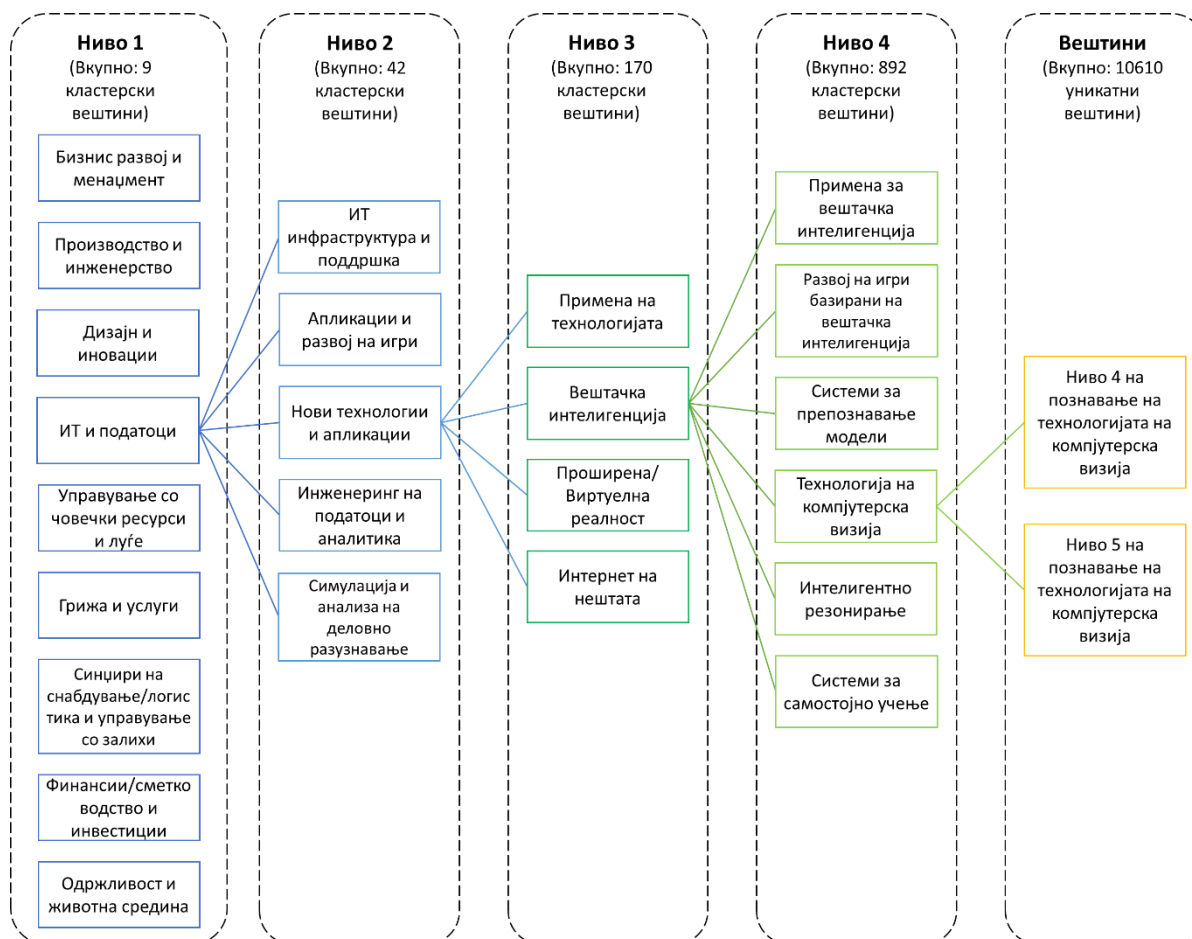 Ниво 1
(Вкупно: 9
кластерски
вештини)
Бизнис развој и
менаџмент
Производство и
инженерство
Дизајн и
иновации
ИТ и податоци
Управување со
човечки ресурси
и луѓе
Грижа и услуги
Синџири на
снабдување/логис
тика и управување
со залихи
Финансии/сметко
водство и
инвестиции
Одржливост и
животна средина
Ниво 2
(Вкупно: 42
кластерски
вештини)
ИТ
инфраструктура и
поддршка
Апликации и
развој на игри
Нови технологии
и апликации
Инженеринг на
податоци и
аналитика
Симулација и
анализа на
деловно
разузнавање
Ниво 3
(Вкупно: 170
кластерски
вештини)
Примена на
технологијата
Вештачка
интелигенција
Проширена/
Виртуелна
реалност
Интернет на
нештата
Ниво 4
(Вкупно: 892
кластерски
вештини)
Примена за
вештачка
интелигенција
Развој на игри
базирани на
вештачка
интелигенција
Системи за
препознавање
модели
Технологија на
компјутерска
визија
Интелигентно
резонирање
Системи за
самостојно учење
Вештини
(Вкупно: 10610
уникатни
вештини)
Ниво 4 на
познавање на
технологијата на
компјутерска
визија
Ниво 5 на
познавање на
технологијата на
компјутерска
визија